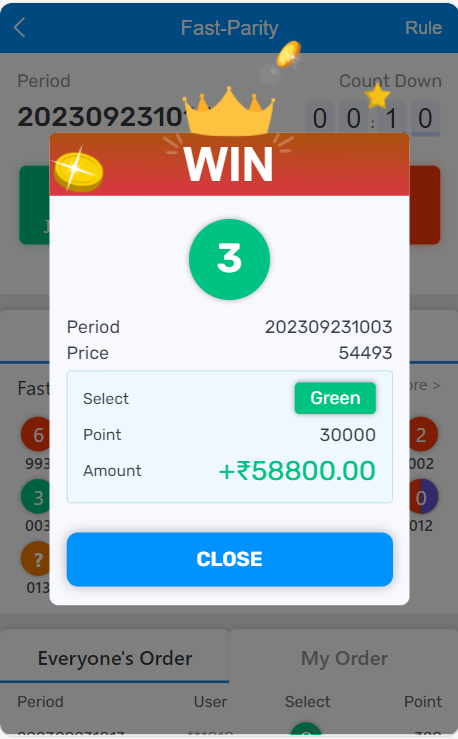 Fast-Parity Rule
Period Count Down
2023092310
0 0 : 1 0
WIN
3
Period 202309231003
Price 54493
Select Green
Point 30000
Amount +₹58800.00
CLOSE
Fast
ore >
6 2
993 002
3 0
003 012
?
013
Everyone's Order My Order
Period User Select Point